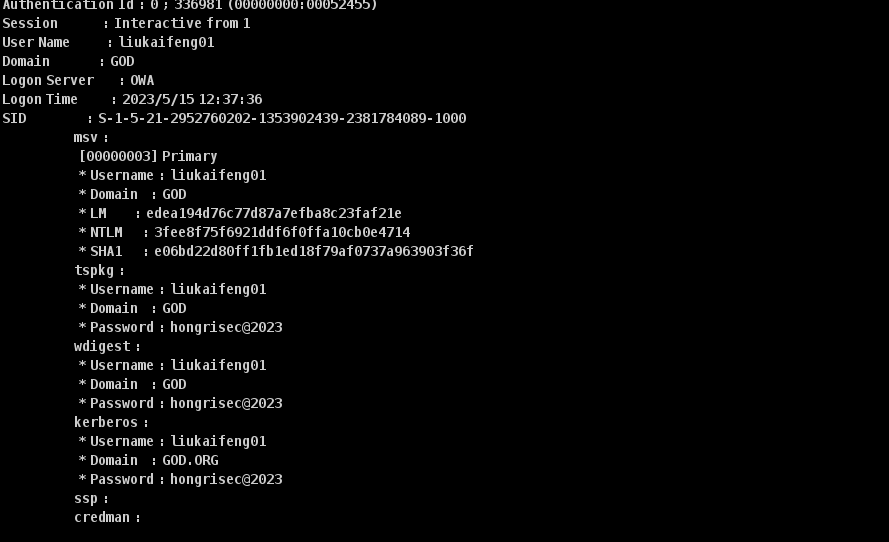 Authentication Id : 0 ; 336981 (00000000:00052455)
Session : Interactive from 1
User Name : liukaifeng01
Domain : GOD
Logon Server : OWA
Logon Time : 2023/5/15 12:37:36
SID : S-1-5-21-2952760202-1353902439-2381784089-1000
msv :
[00000003] Primary
* Username : liukaifeng01
* Domain : GOD
* LM : edea194d76c77d87a7efba8c23faf21e
* NTLM : 3fee8f75f6921ddf6f0ffa10cb0e4714
* SHA1 : e06bd22d80ff1fb1ed18f79af0737a963903f36f
tspkg :
* Username : liukaifeng01
* Domain : GOD
* Password : hongrisec@2023
wdigest :
* Username : liukaifeng01
* Domain : GOD
* Password : hongrisec@2023
kerberos :
* Username : liukaifeng01
* Domain : GOD.ORG
* Password : hongrisec@2023
ssp :
credman :